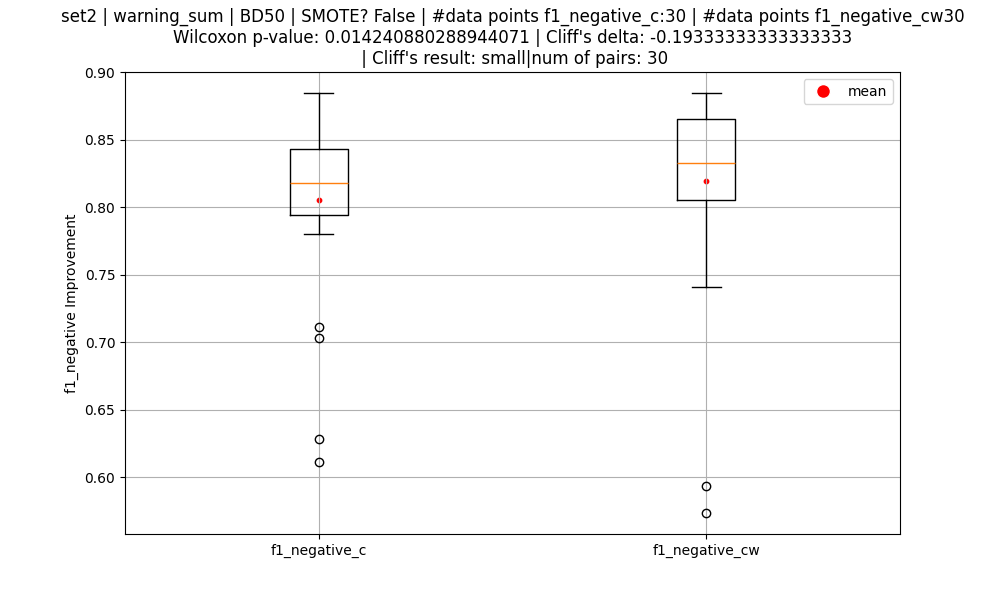 set2 | warning_sum | BD50 | SMOTE? False | #data points f1_negative_c:30 | #data points f1_negative_cw30
Wilcoxon p-value: 0.014240880288944071 | Cliff's delta: -0.19333333333333333
| Cliff's result: small|num of pairs: 30
mean
0.90
0.85
0.80
0.75
0.70
0.65
0.60
f1_negative Improvement
f1_negative_c
f1_negative_cw